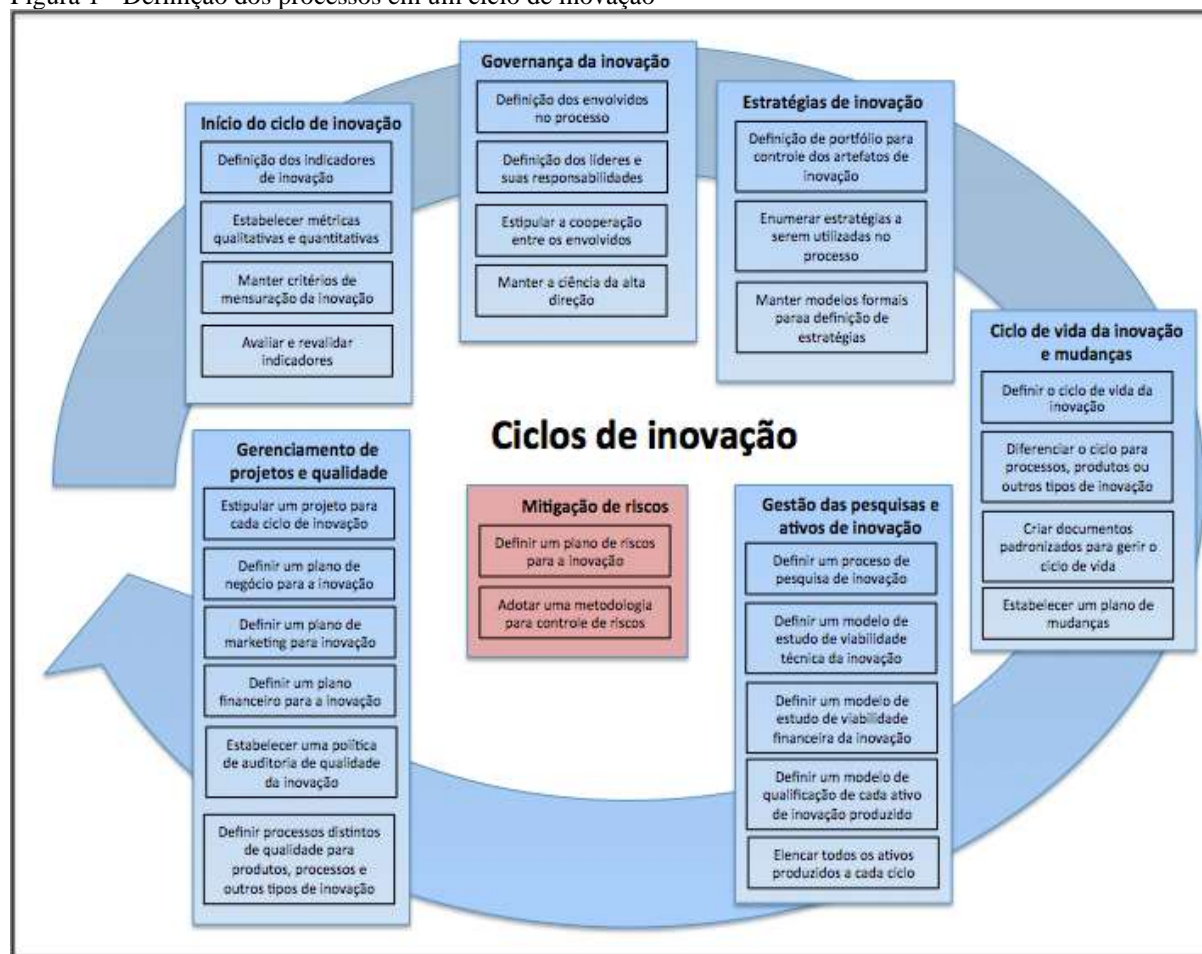 Figura 1 - Definição dos processos em um ciclo de inovação
Início do ciclo de inovação
Definição dos indicadores
de inovação
Estabelecer métricas
qualitativas e quantitativas
Manter critérios de
mensuração da inovação
Avaliar e revalidar
indicadores
Governança da inovação
Definição dos envolvidos
no processo
Definição dos líderes e
suas responsabilidades
Estipular a cooperação
entre os envolvidos
Manter a ciência da alta
direção
Estratégias de inovação
Definição de portfólio para
controle dos artefatos de
inovação
Enumerar estratégias a
serem utilizadas no
processo
Manter modelos formais
paraa definição de
estratégias
Ciclo de vida da inovação
e mudanças
Definir o ciclo de vida da
inovação
Diferenciar o ciclo para
processos, produtos ou
outros tipos de inovação
Criar documentos
padronizados para gerir o
ciclo de vida
Estabelecer um plano de
mudanças
Ciclos de inovação
Mitigação de riscos
Definir um plano de riscos
para a inovação
Adotar uma metodologia
para controle de riscos
Gestão das pesquisas e
ativos de inovação
Definir um proceso de
pesquisa de inovação
Definir um modelo de
estudo de viabilidade
técnica da inovação
Definir um modelo de
estudo de viabilidade
financeira da inovação
Definir um modelo de
qualificação de cada ativo
de inovação produzido
Elencar todos os ativos
produzidos a cada ciclo
Gerenciamento de
projetos e qualidade
Estipular um projeto para
cada ciclo de inovação
Definir um plano de
negócio para a inovação
Definir um plano de
marketing para inovação
Definir um plano
financeiro para a inovação
Estabelecer uma política
de auditoria de qualidade
da inovação
Definir processos distintos
de qualidade para
produtos, processos e
outros tipos de inovação